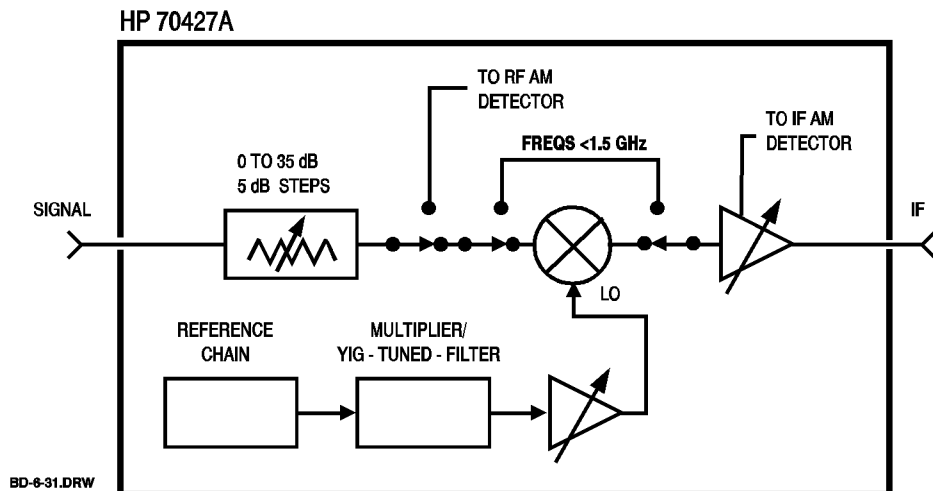 HP 70427A
TO RF AM
DETECTOR
TO IF AM
DETECTOR
FREQS <1.5 GHz
0 TO 35 dB
5 dB STEPS
SIGNAL
IF
LO
REFERENCE
CHAIN
MULTIPLIER/
YIG - TUNED - FILTER
BD-6-31.DRW